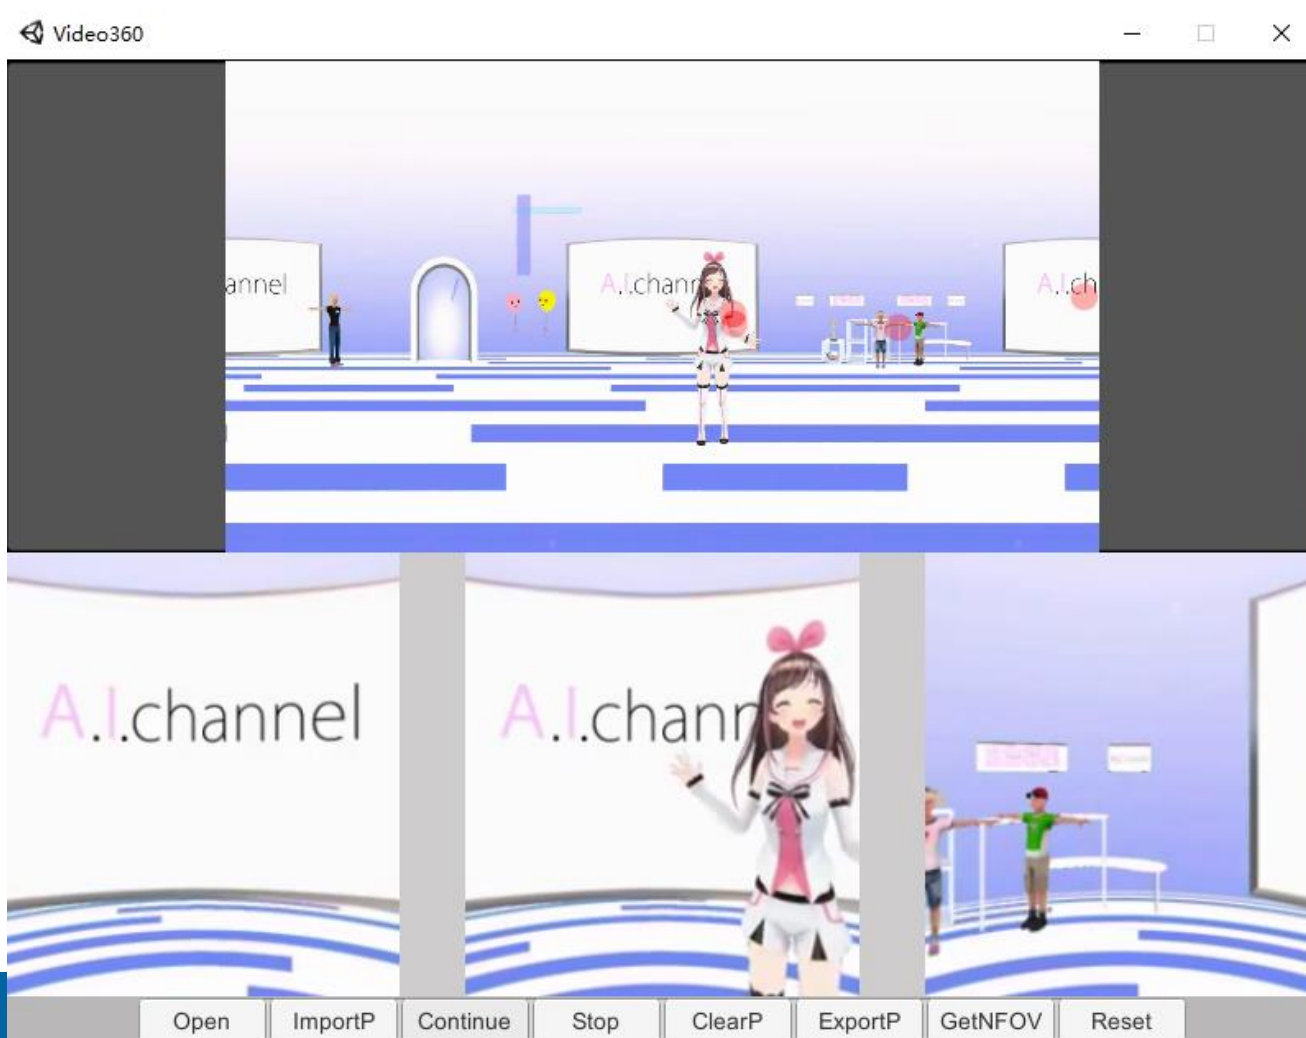 Video360
annel
A.I.chann
A.I.ch
A.I.channel
A.I.chann
Open ImportP Continue Stop ClearP ExportP GetNFOV Reset